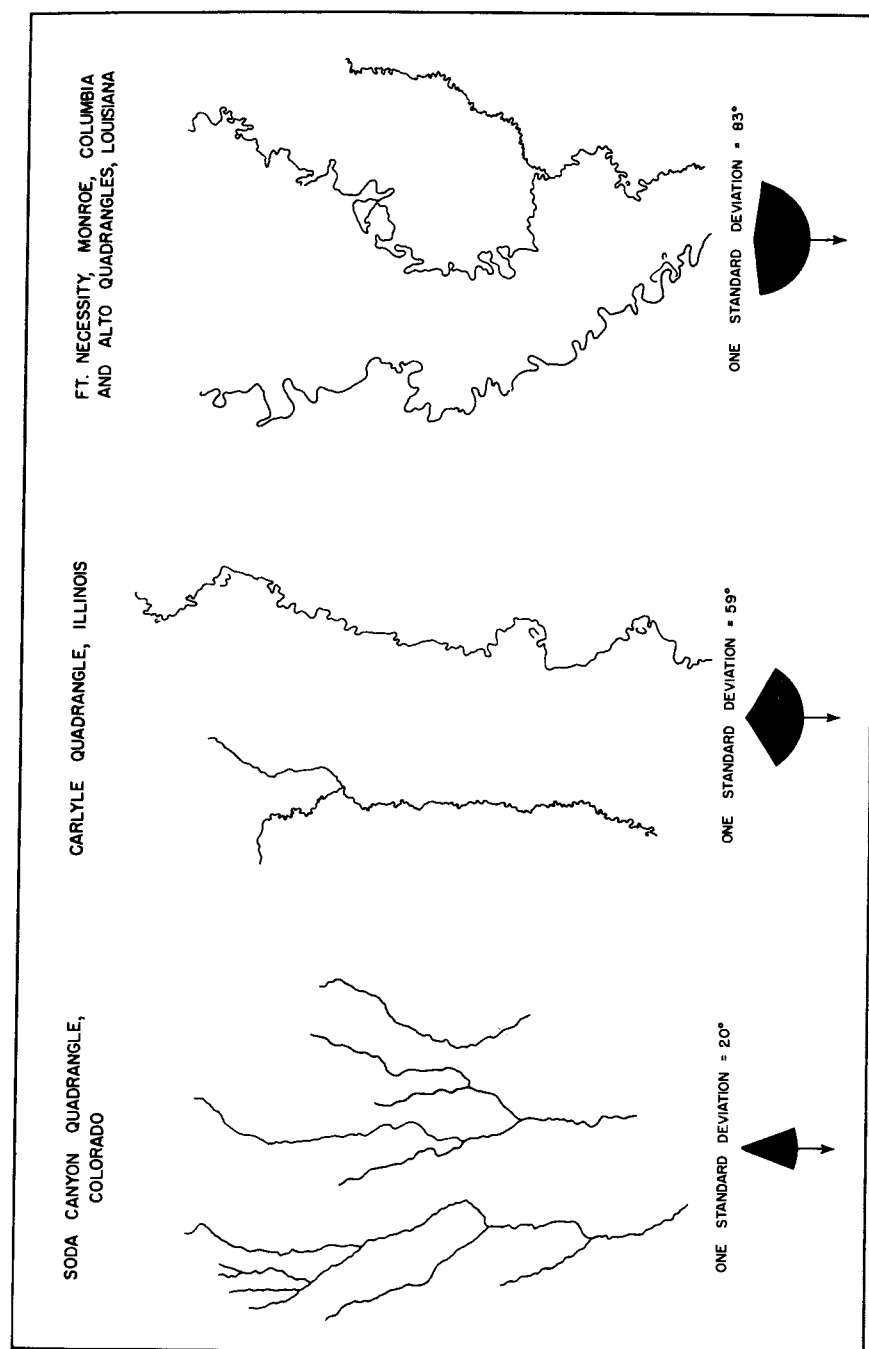 SODA CANYON QUADRANGLE,
COLORADO
CARLYLE QUADRANGLE, ILLINOIS
FT. NECESSITY, MONROE, COLUMBIA
AND ALTO QUADRANGLES, LOUISIANA
ONE STANDARD DEVIATION = 20°
ONE STANDARD DEVIATION = 59°
ONE STANDARD DEVIATION = 83°